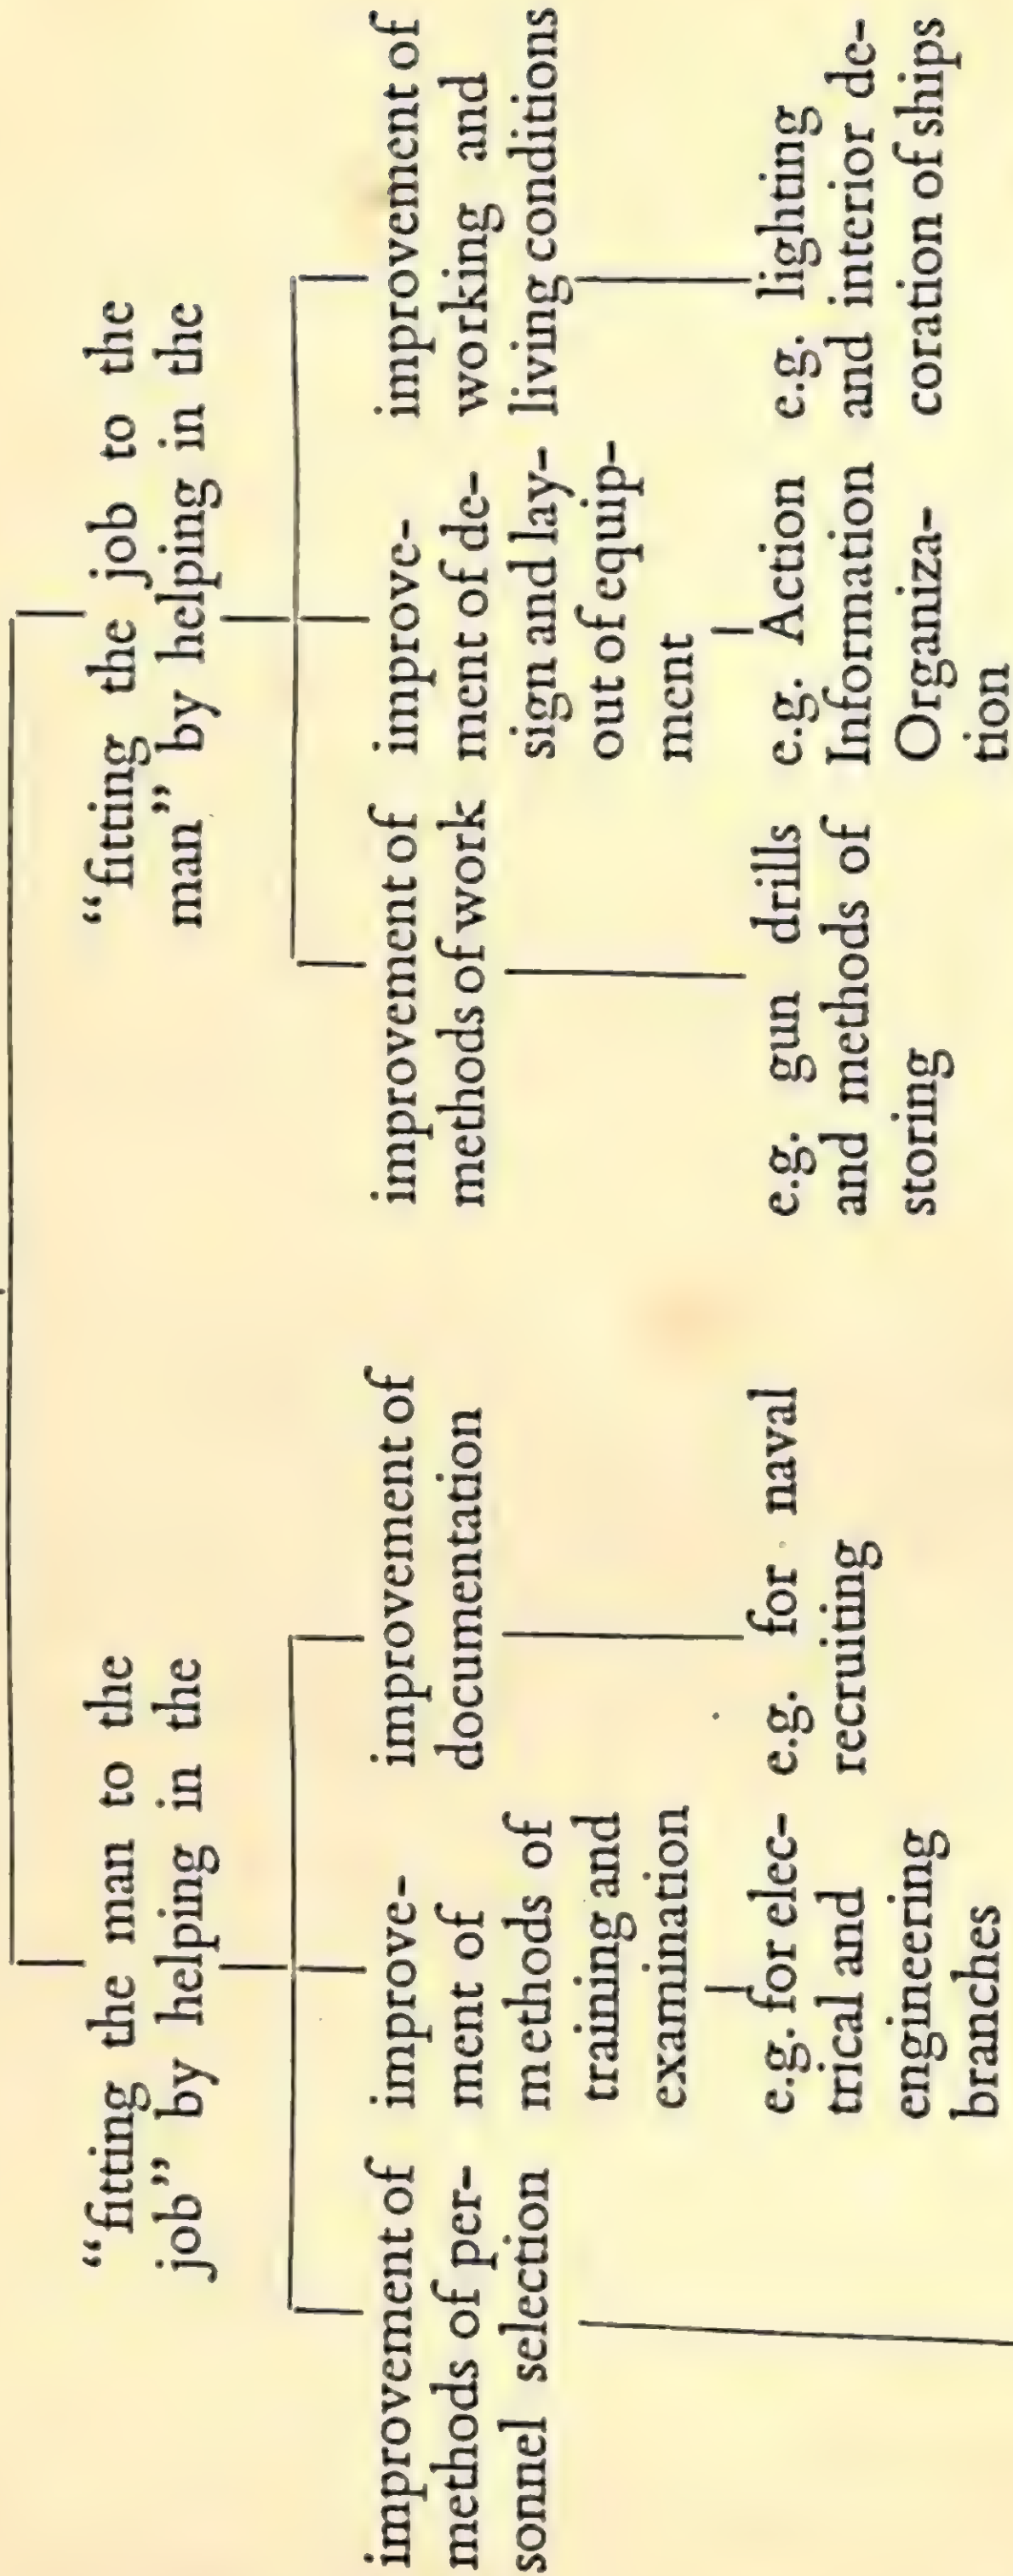 “fitting the man to the
job” by helping in the
improvement of
methods of per-
sonnel selection
improve-
ment of
methods of
training and
examination
e.g. for elec-
trical and
engineering
branches
improvement of
documentation
e.g. for naval
recruiting
“fitting the job to the
man” by helping in the
improvement of
methods of work
e.g. gun drills
and methods of
storing
improve-
ment of de-
sign and lay-
out of equip-
ment
e.g. Action
Information
Organiza-
tion
improvement of
working and
living conditions
e.g. lighting
and interior de-
coration of ships